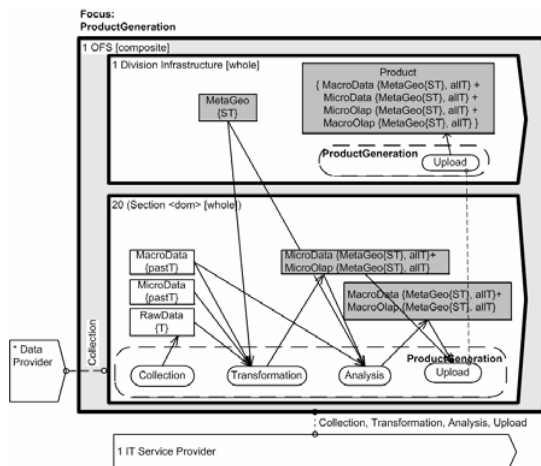 Focus:
ProductGeneration
1 OFS [composite]
1 Division Infrastructure [whole]
Product
{ MacroData {MetaGeo{ST}, allT} +
MicroData {MetaGeo{ST}, allT} +
MicroOlap {MetaGeo{ST}, allT} +
MacroOlap {MetaGeo{ST}, allT} }
MetaGeo
{ST}
ProductGeneration
Upload
20 (Section <dom> [whole])
MacroData
{pastT}
MicroData
{pastT}
RawData
{T}
MicroData {MetaGeo{ST}, allT}+
MicroOlap {MetaGeo{ST}, allT}
MacroData {MetaGeo{ST}, allT}+
MacroOlap {MetaGeo{ST}, allT}
ProductGeneration
Collection
Transformation
Analysis
Upload
* Data
Provider
Collection
Collection, Transformation, Analysis, Upload
1 IT Service Provider